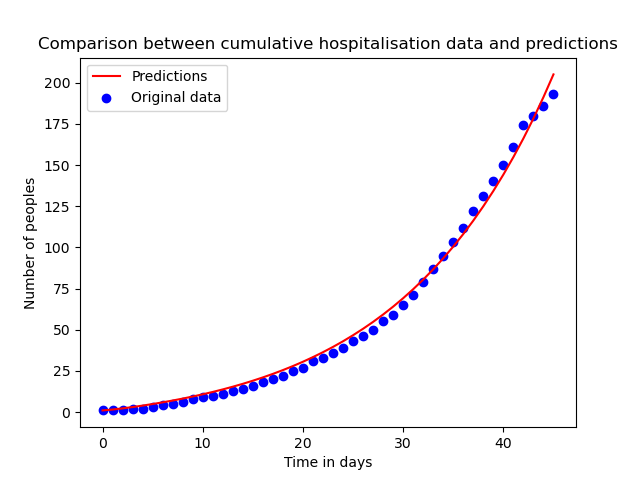 Comparison between cumulative hospitalisation data and predictions
Predictions
Original data
Number of peoples
200
175
150
125
100
75
50
25
0
0 10 20 30 40
Time in days